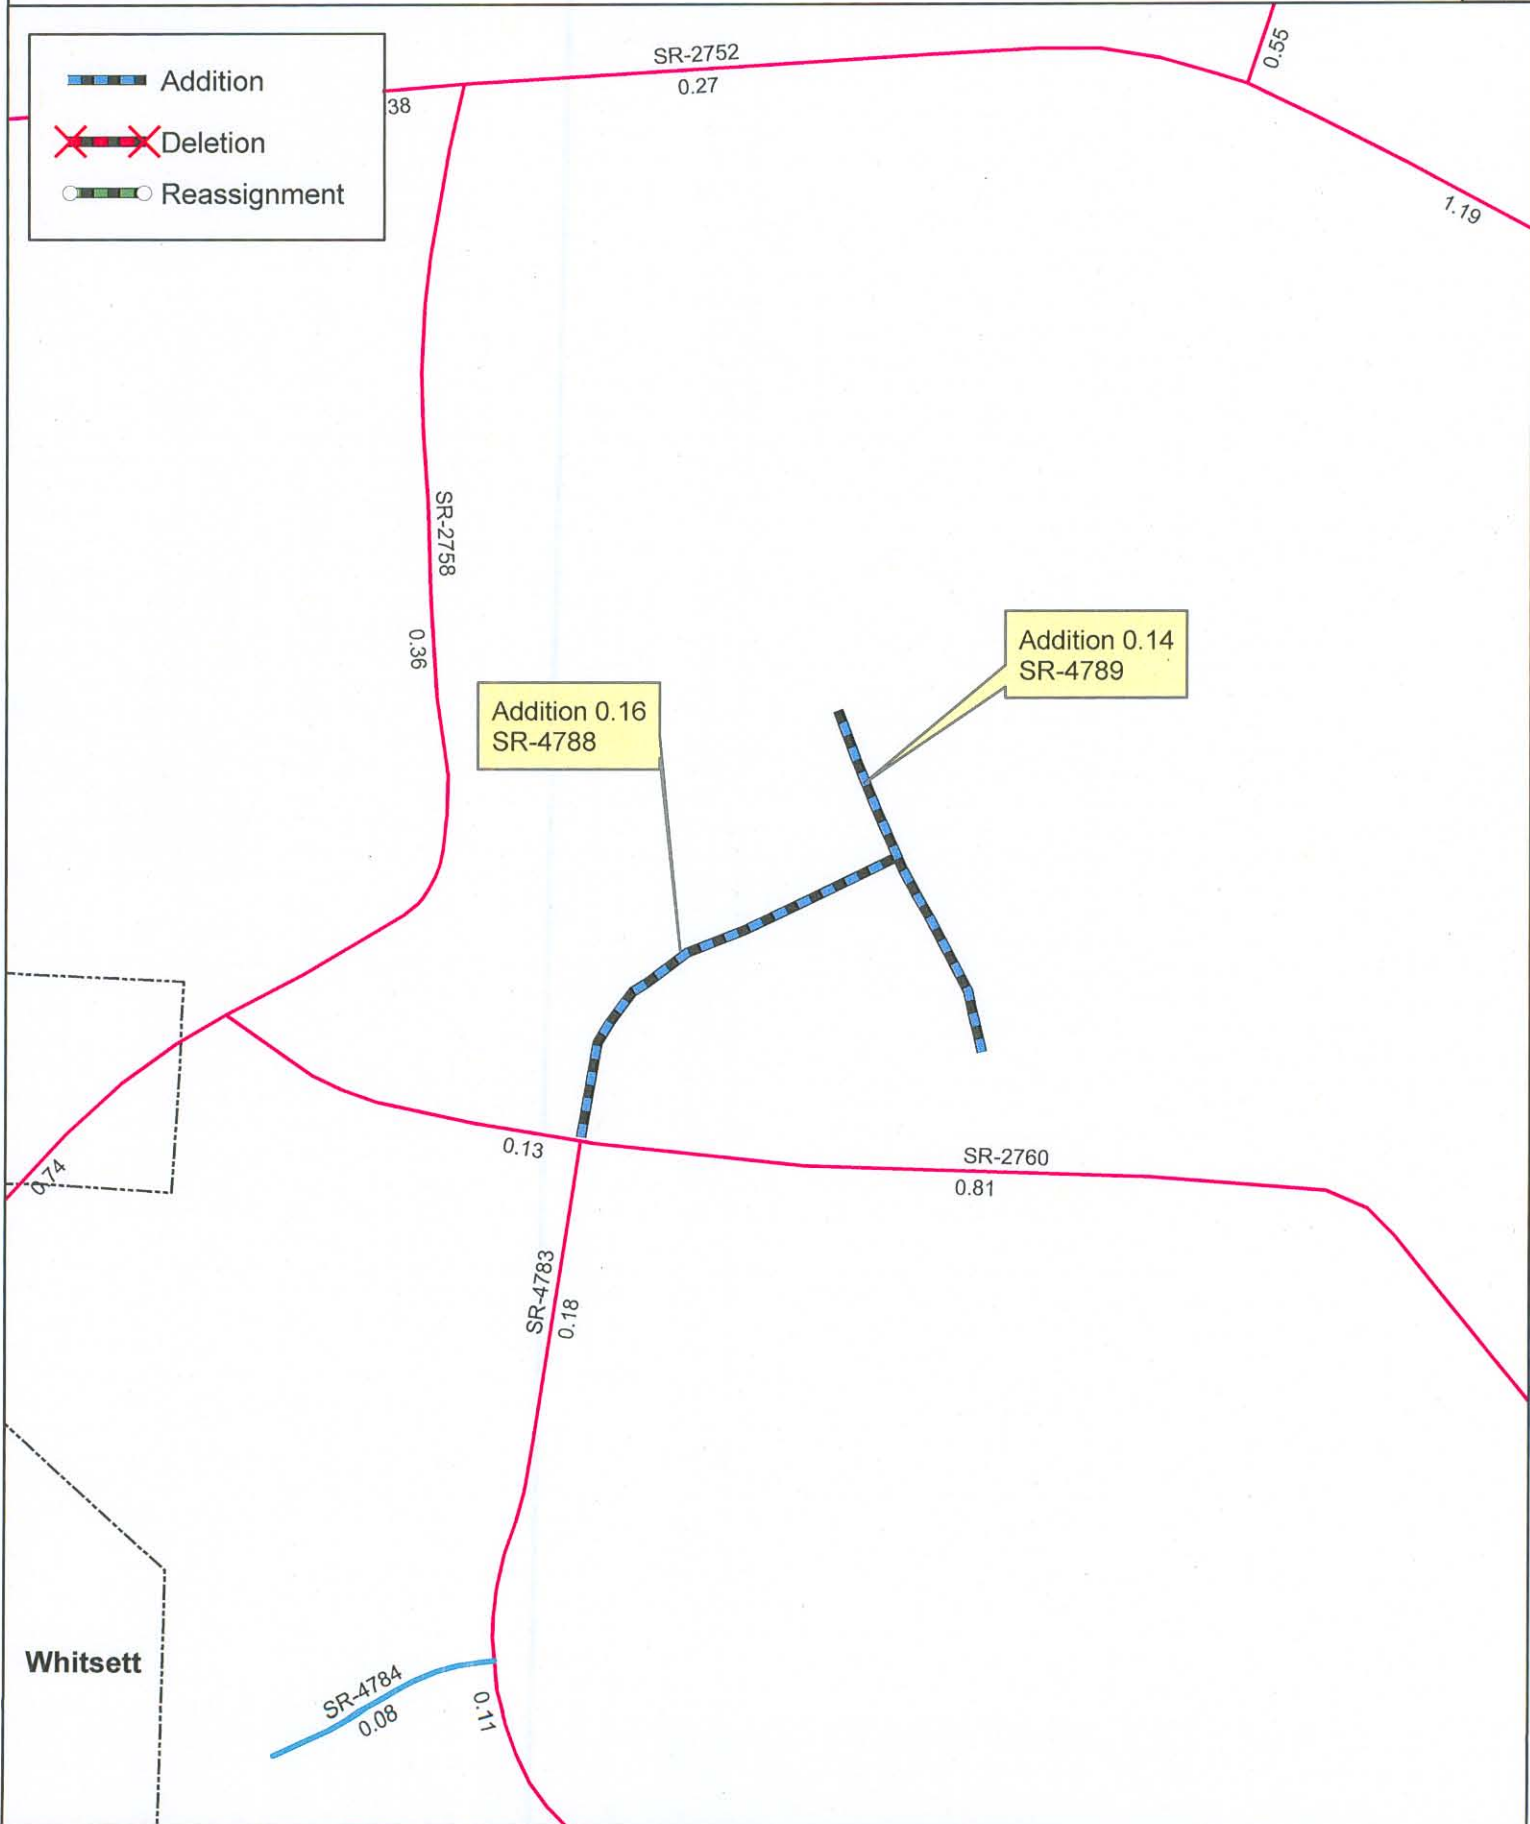 Addition
Deletion
Reassignment
38
SR-2752
0.27
0.55
1.19
SR-2758
0.36
Addition 0.14
SR-4789
Addition 0.16
SR-4788
0.74
0.13
SR-2760
0.81
SR-4783
0.18
Whitsett
SR-4784
0.08
0.11